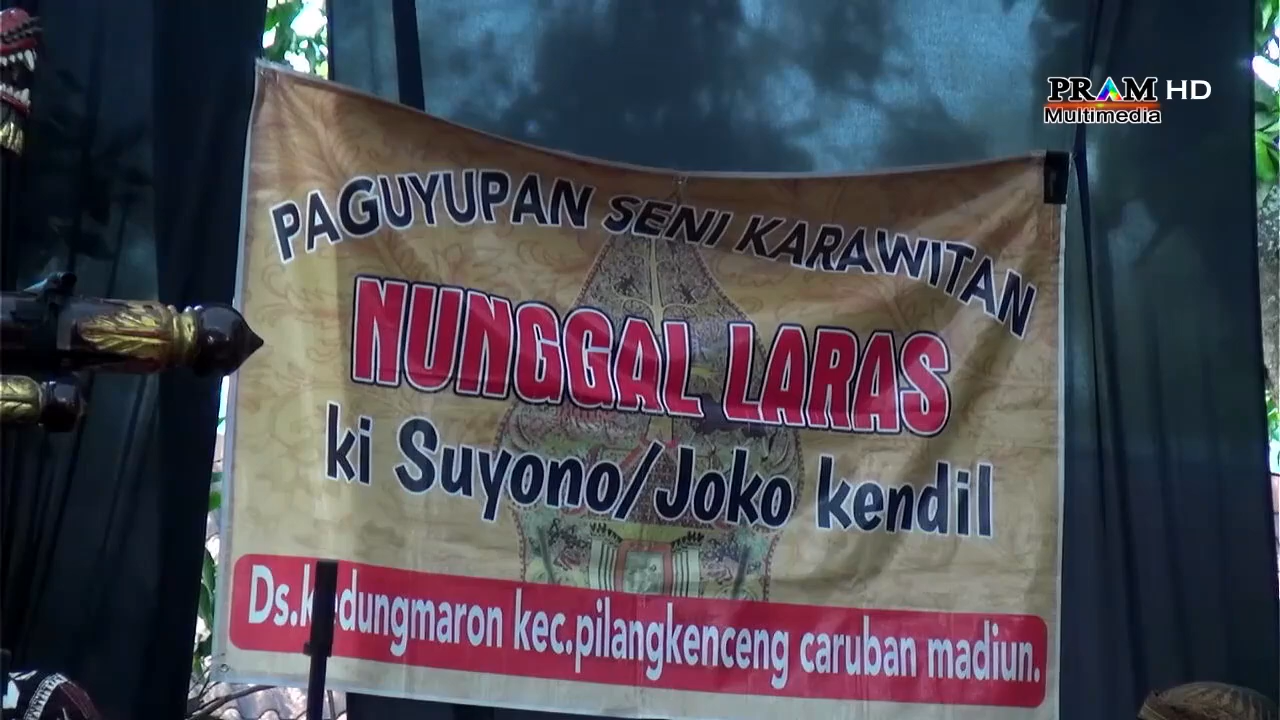 PRAM HD
Multimedia
PAGUYUPAN SENI KARAWITAN
NUNGGAL LARAS
ki Suyono/Joko kendil
Ds.kedungmaron kec.pilangkenceng caruban madiun.